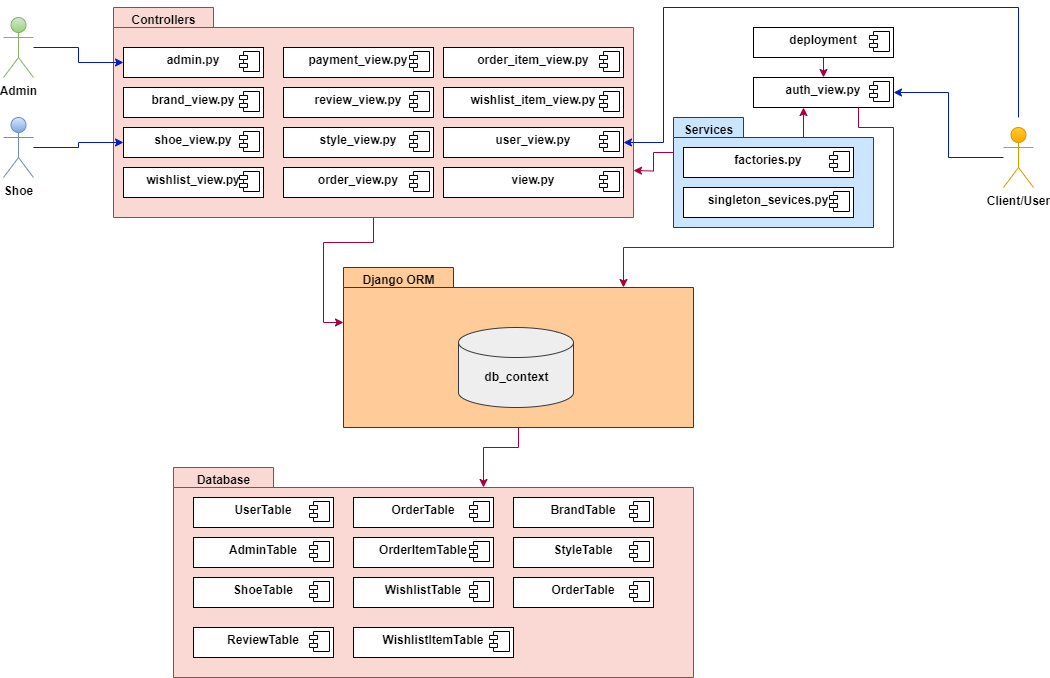 Admin
Shoe
Controllers
admin.py
payment_view.py
order_item_view.py
brand_view.py
review_view.py
wishlist_item_view.py
shoe_view.py
style_view.py
user_view.py
wishlist_view.py
order_view.py
view.py
deployment
auth_view.py
Services
factories.py
singleton_sevices.py
Client/User
Django ORM
db_context
Database
UserTable
OrderTable
BrandTable
AdminTable
OrderItemTable
StyleTable
ShoeTable
WishlistTable
OrderTable
ReviewTable
WishlistItemTable